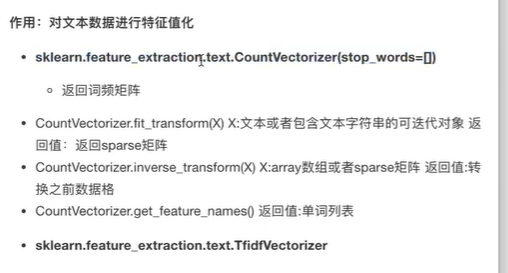 作用：对文本数据进行特征值化
sklearn.feature_extraction.text.CountVectorizer(stop_words=[])
返回词频矩阵
CountVectorizer.fit_transform(X) X:文本或者包含文本字符串的可迭代对象 返
回值：返回sparse矩阵
CountVectorizer.inverse_transform(X) X:array数组或者sparse矩阵 返回值:转
换之前数据格
CountVectorizer.get_feature_names() 返回值:单词列表
sklearn.feature_extraction.text.TfidfVectorizer